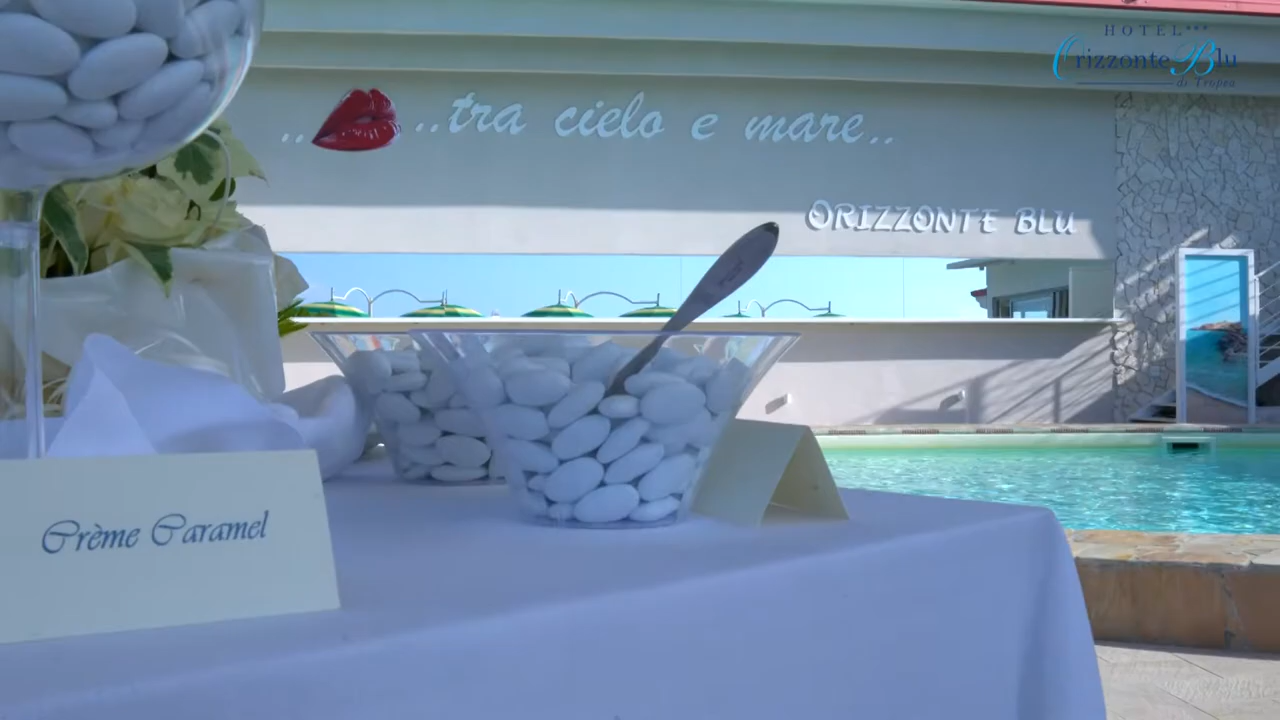 HOTEL***
Orizzonte Blu
di Tropea
.. ..tra cielo e mare..
ORIZZONTE BLU
Crème Caramel